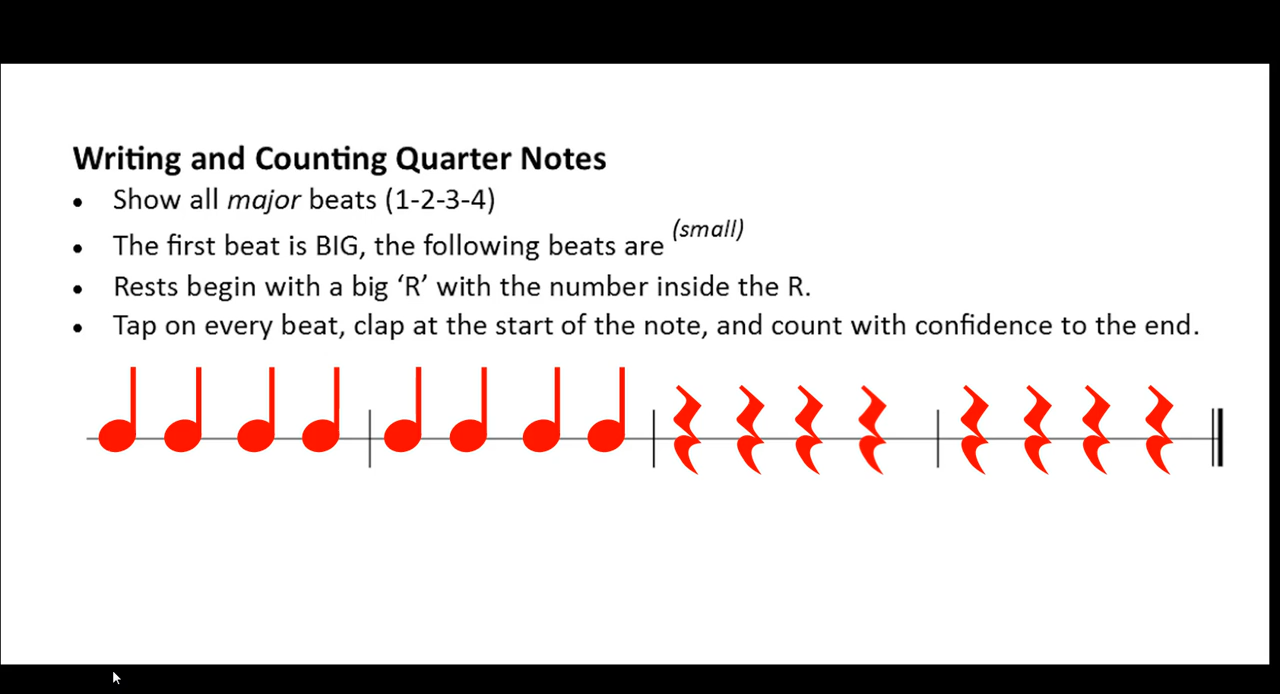 Writing and Counting Quarter Notes
• Show all major beats (1-2-3-4)
• The first beat is BIG, the following beats are (small)
• Rests begin with a big ‘R’ with the number inside the R.
• Tap on every beat, clap at the start of the note, and count with confidence to the end.